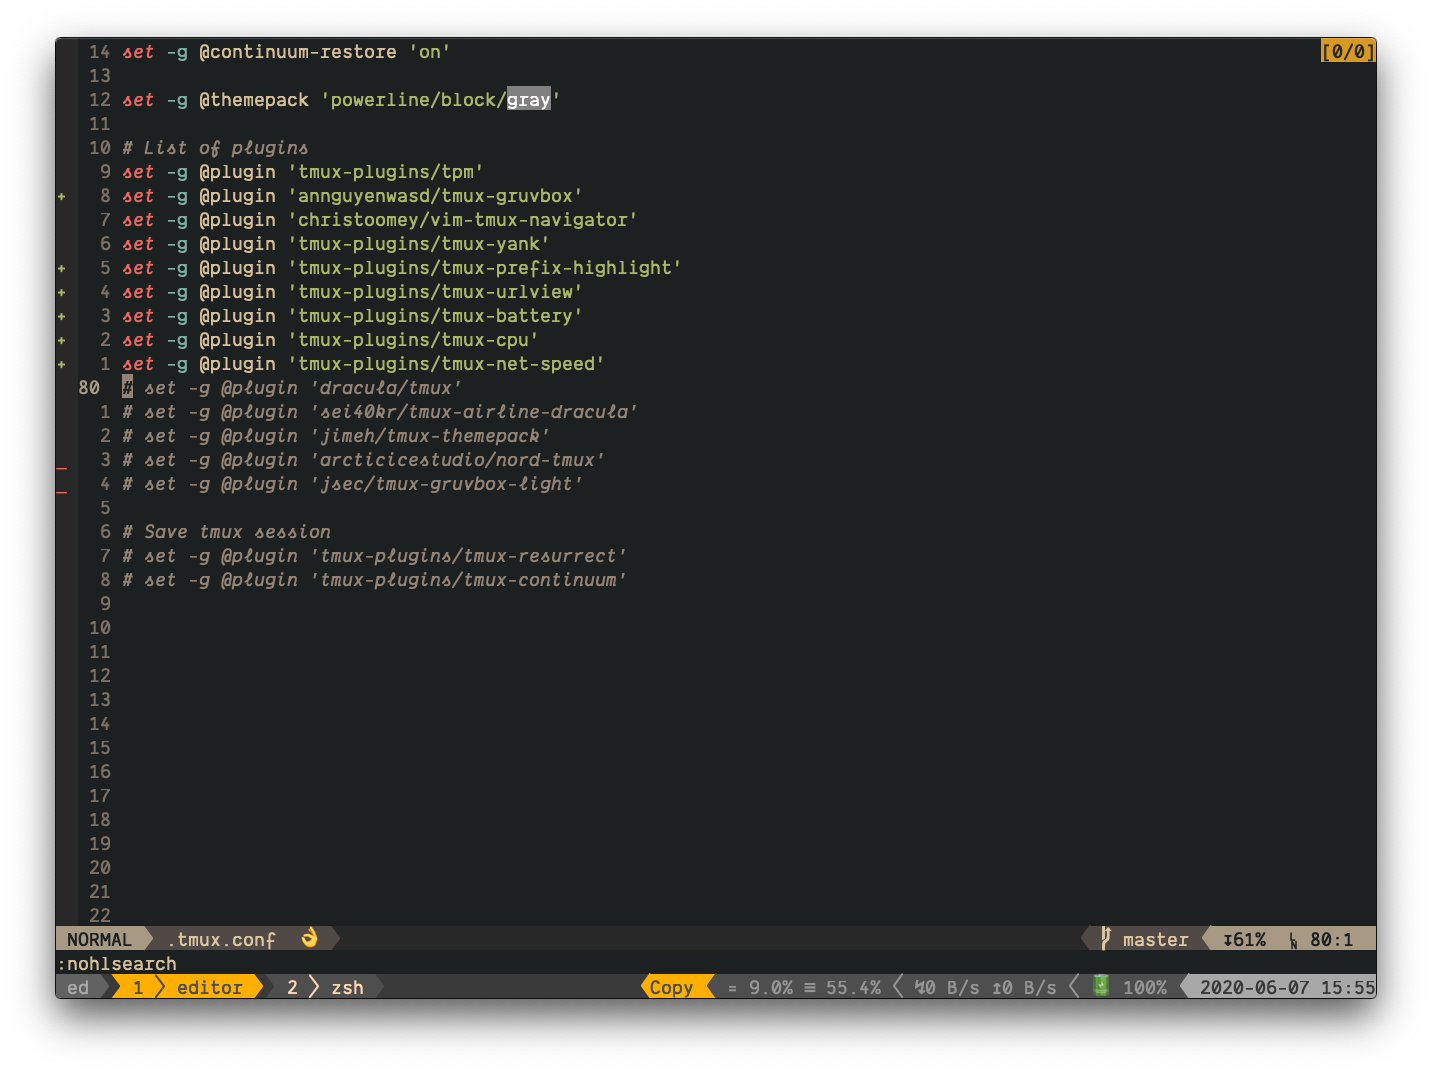 14 set -g @continuum-restore 'on' [0/0]
13
12 set -g @themepack 'powerline/block/gray'
11
10 # List of plugins
9 set -g @plugin 'tmux-plugins/tpm'
+ 8 set -g @plugin 'annguyenwasd/tmux-gruvbox'
7 set -g @plugin 'christoomey/vim-tmux-navigator'
6 set -g @plugin 'tmux-plugins/tmux-yank'
+ 5 set -g @plugin 'tmux-plugins/tmux-prefix-highlight'
+ 4 set -g @plugin 'tmux-plugins/tmux-urlview'
+ 3 set -g @plugin 'tmux-plugins/tmux-battery'
+ 2 set -g @plugin 'tmux-plugins/tmux-cpu'
+ 1 set -g @plugin 'tmux-plugins/tmux-net-speed'
80 # set -g @plugin 'dracula/tmux'
1 # set -g @plugin 'sei40kr/tmux-airline-dracula'
2 # set -g @plugin 'jimeh/tmux-themepack'
_ 3 # set -g @plugin 'arcticicestudio/nord-tmux'
_ 4 # set -g @plugin 'jsec/tmux-gruvbox-light'
5
6 # Save tmux session
7 # set -g @plugin 'tmux-plugins/tmux-resurrect'
8 # set -g @plugin 'tmux-plugins/tmux-continuum'
9
10
11
12
13
14
15
16
17
18
19
20
21
22
NORMAL .tmux.conf 👌 master ↧61% 80:1
:nohlsearch
ed 1 editor 2 zsh Copy = 9.0% ≡ 55.4% ↯0 B/s ↥0 B/s 🔋 100% 2020-06-07 15:55